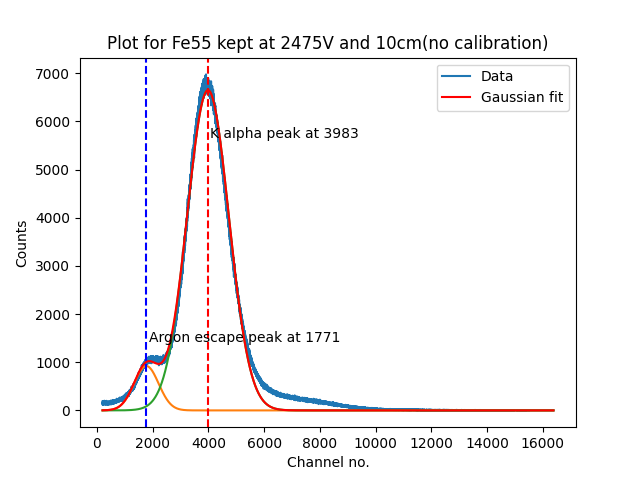 Plot for Fe55 kept at 2475V and 10cm(no calibration)
Data
Gaussian fit
K alpha peak at 3983
Argon escape peak at 1771
Counts
7000
6000
5000
4000
3000
2000
1000
0
0 2000 4000 6000 8000 10000 12000 14000 16000
Channel no.